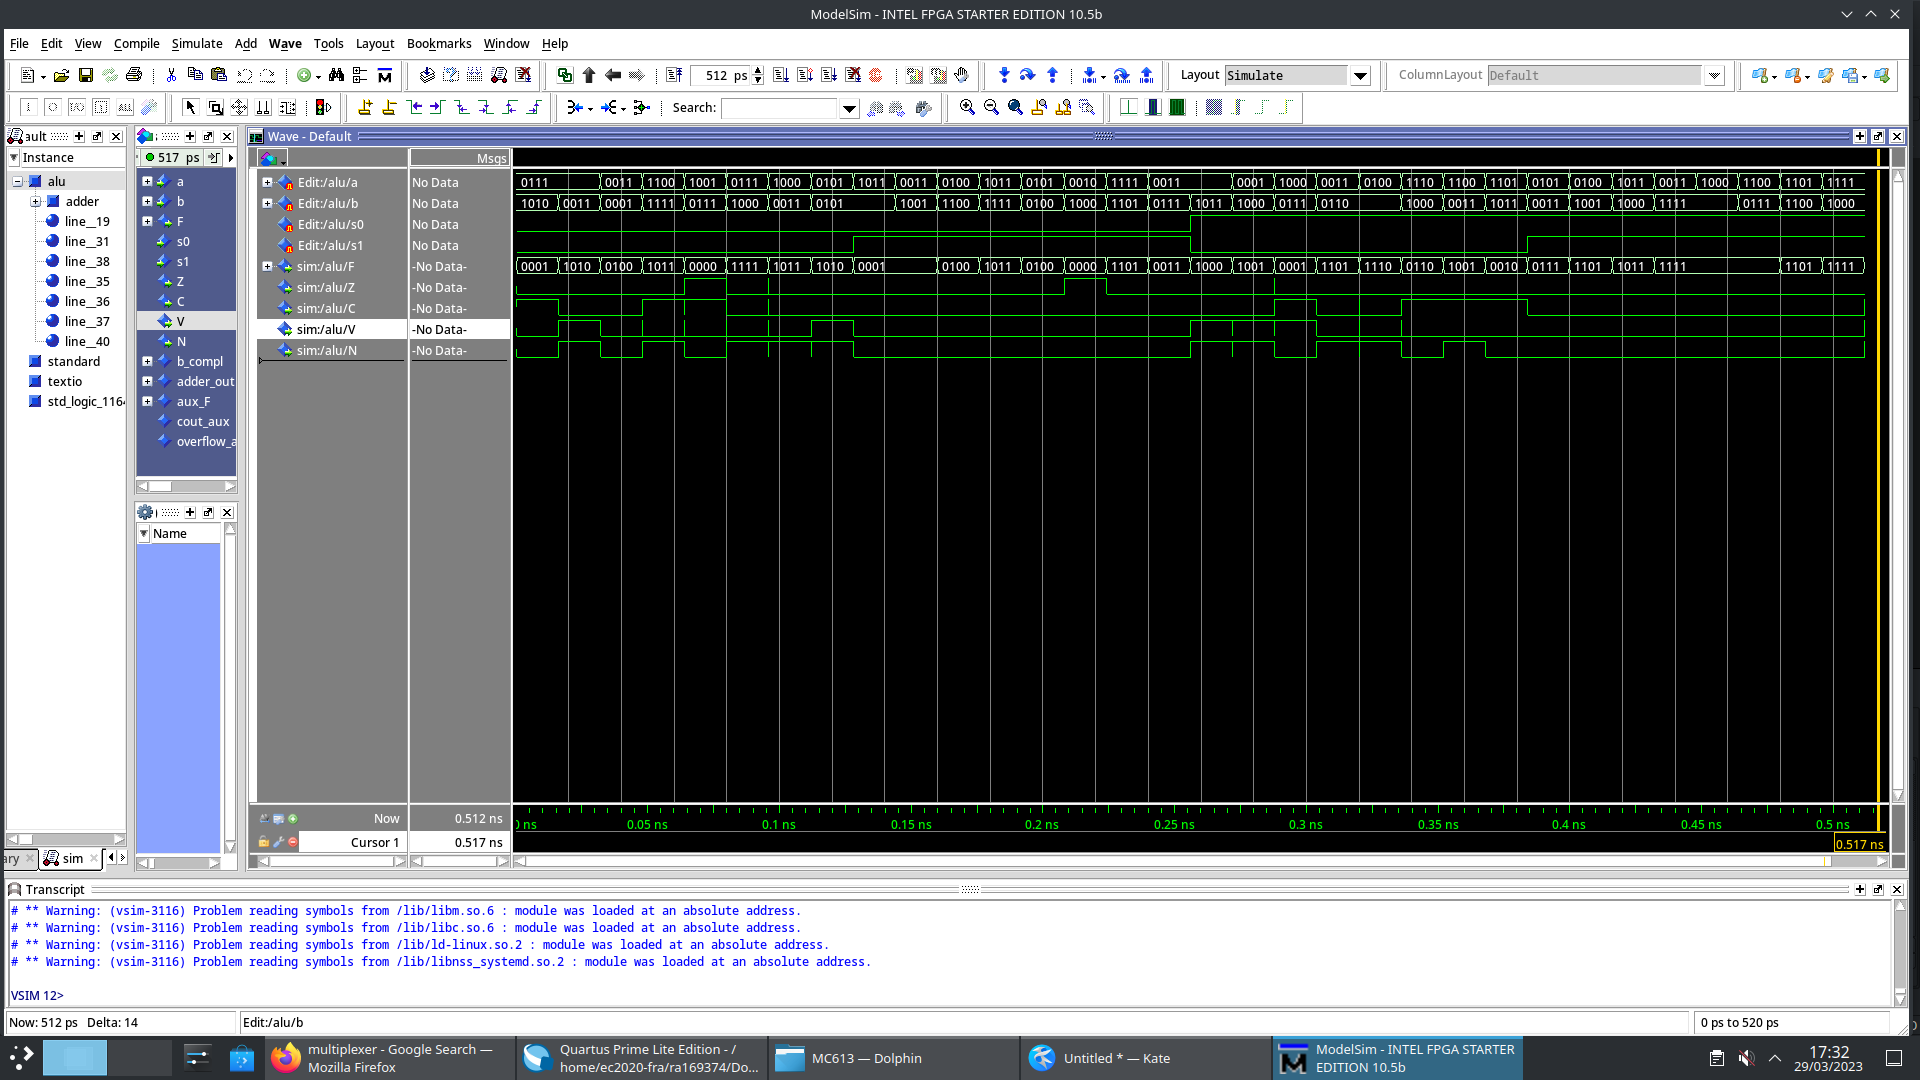 ModelSim - INTEL FPGA STARTER EDITION 10.5b
File Edit View Compile Simulate Add Wave Tools Layout Bookmarks Window Help
512 ps
Layout Simulate
ColumnLayout Default
Search:
ault
Wave - Default
Instance
517 ps
Msgs
alu
adder
line__19
line__31
line__38
line__35
line__36
line__37
line__40
standard
textio
std_logic_1164
a
b
F
s0
s1
Z
C
V
N
b_compl
adder_out
aux_F
cout_aux
overflow_a
Name
Edit:/alu/a No Data 0111 0011 1100 1001 0111 1000 0101 1011 0011 0100 1011 0101 0010 1111 0011 0001 1000 0011 0100 1110 1100 1101 0101 0100 1011 0011 1000 1100 1101 1111
Edit:/alu/b No Data 1010 0011 0001 1111 0111 1000 0011 0101 1001 1100 1111 0100 1000 1101 0111 1011 1000 0111 0110 1000 0011 1011 0011 1001 1000 1111 0111 1100 1000
Edit:/alu/s0 No Data
Edit:/alu/s1 No Data
sim:/alu/F -No Data- 0001 1010 0100 1011 0000 1111 1011 1010 0001 0100 1011 0100 0000 1101 0011 1000 1001 0001 1101 1110 0110 1001 0010 0111 1101 1011 1111 1101 1111
sim:/alu/Z -No Data-
sim:/alu/C -No Data-
sim:/alu/V -No Data-
sim:/alu/N -No Data-
Now 0.512 ns
ns 0.05 ns 0.1 ns 0.15 ns 0.2 ns 0.25 ns 0.3 ns 0.35 ns 0.4 ns 0.45 ns 0.5 ns
Cursor 1 0.517 ns
0.517 ns
ary sim
Transcript
# ** Warning: (vsim-3116) Problem reading symbols from /lib/libm.so.6 : module was loaded at an absolute address.
# ** Warning: (vsim-3116) Problem reading symbols from /lib/libc.so.6 : module was loaded at an absolute address.
# ** Warning: (vsim-3116) Problem reading symbols from /lib/ld-linux.so.2 : module was loaded at an absolute address.
# ** Warning: (vsim-3116) Problem reading symbols from /lib/libnss_systemd.so.2 : module was loaded at an absolute address.
VSIM 12>
Now: 512 ps Delta: 14
Edit:/alu/b
0 ps to 520 ps
multiplexer - Google Search —
Mozilla Firefox
Quartus Prime Lite Edition - /
home/ec2020-fra/ra169374/Do...
MC613 — Dolphin
Untitled * — Kate
ModelSim - INTEL FPGA STARTER
EDITION 10.5b
17:32
29/03/2023